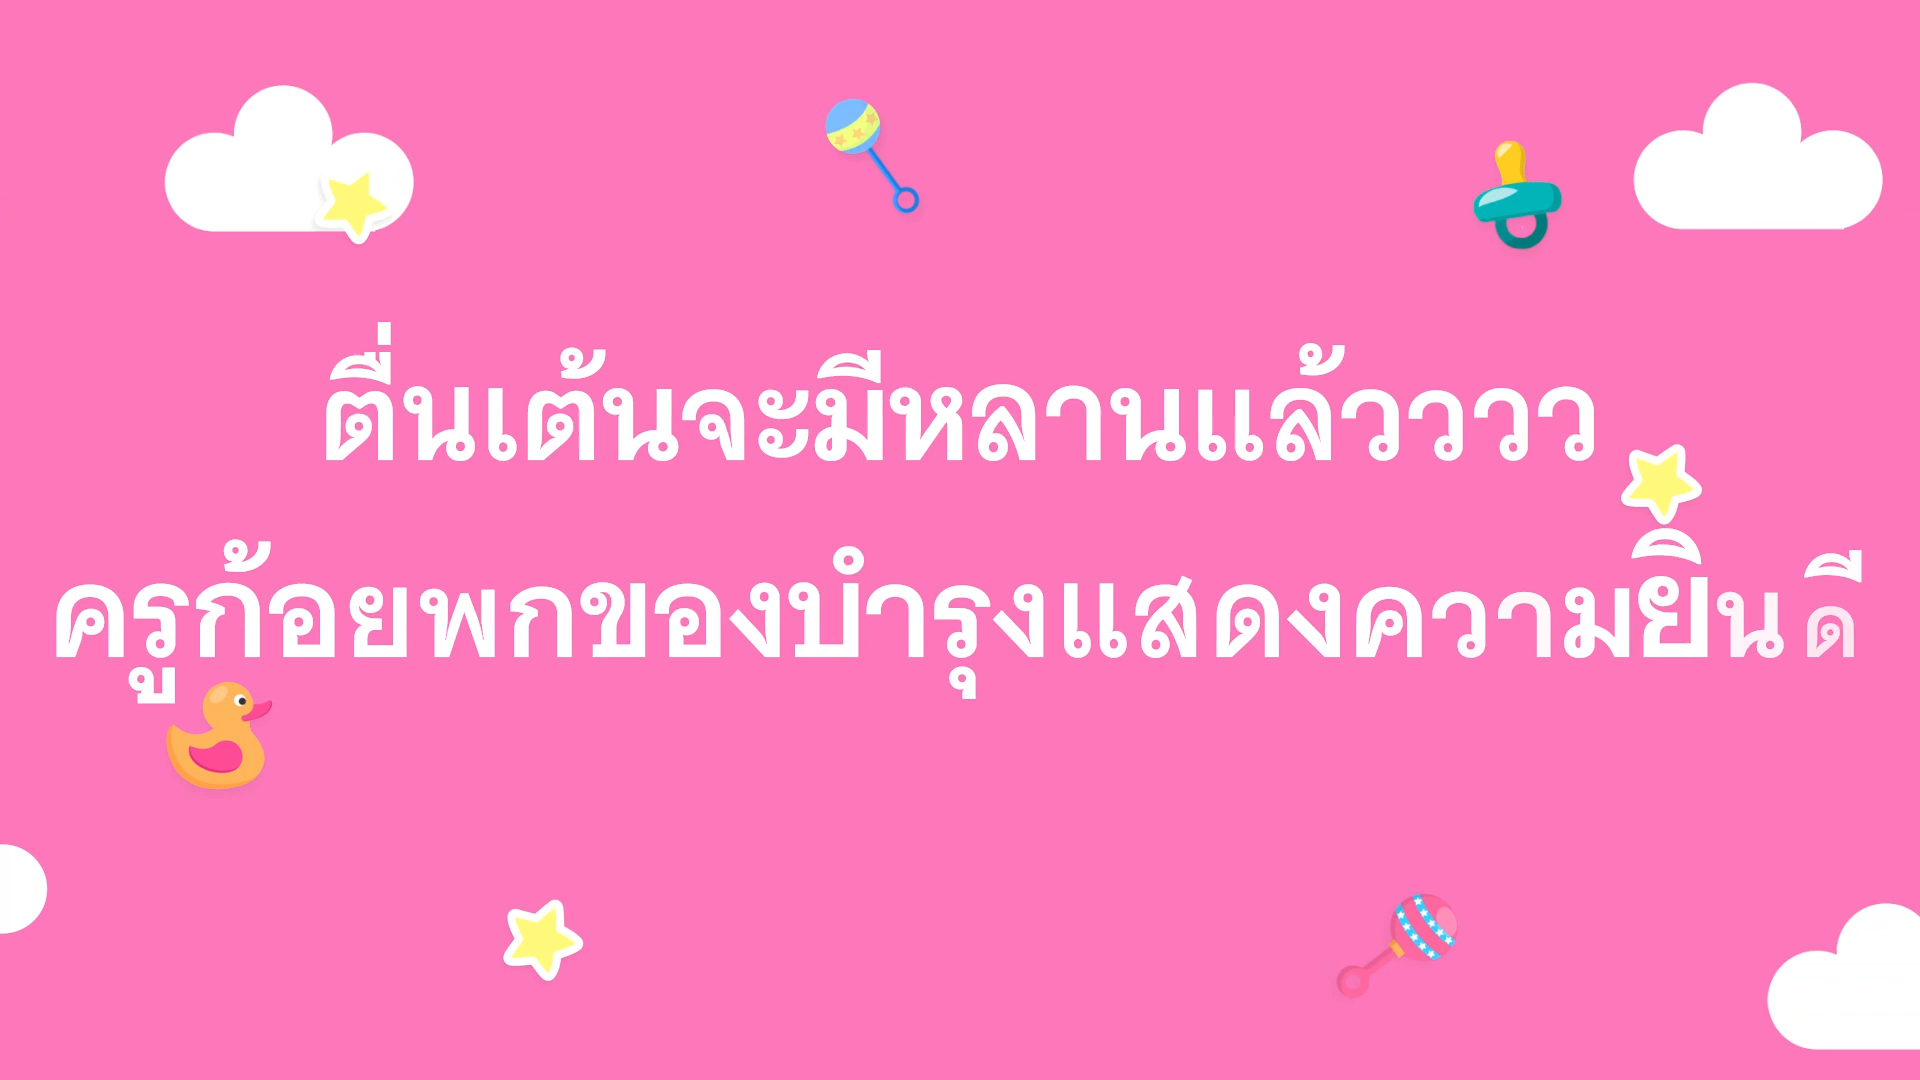 ตื่นเต้นจะมีหลานแล้วววว
ครูก้อยพกของบำรุงแสดงความยินดี